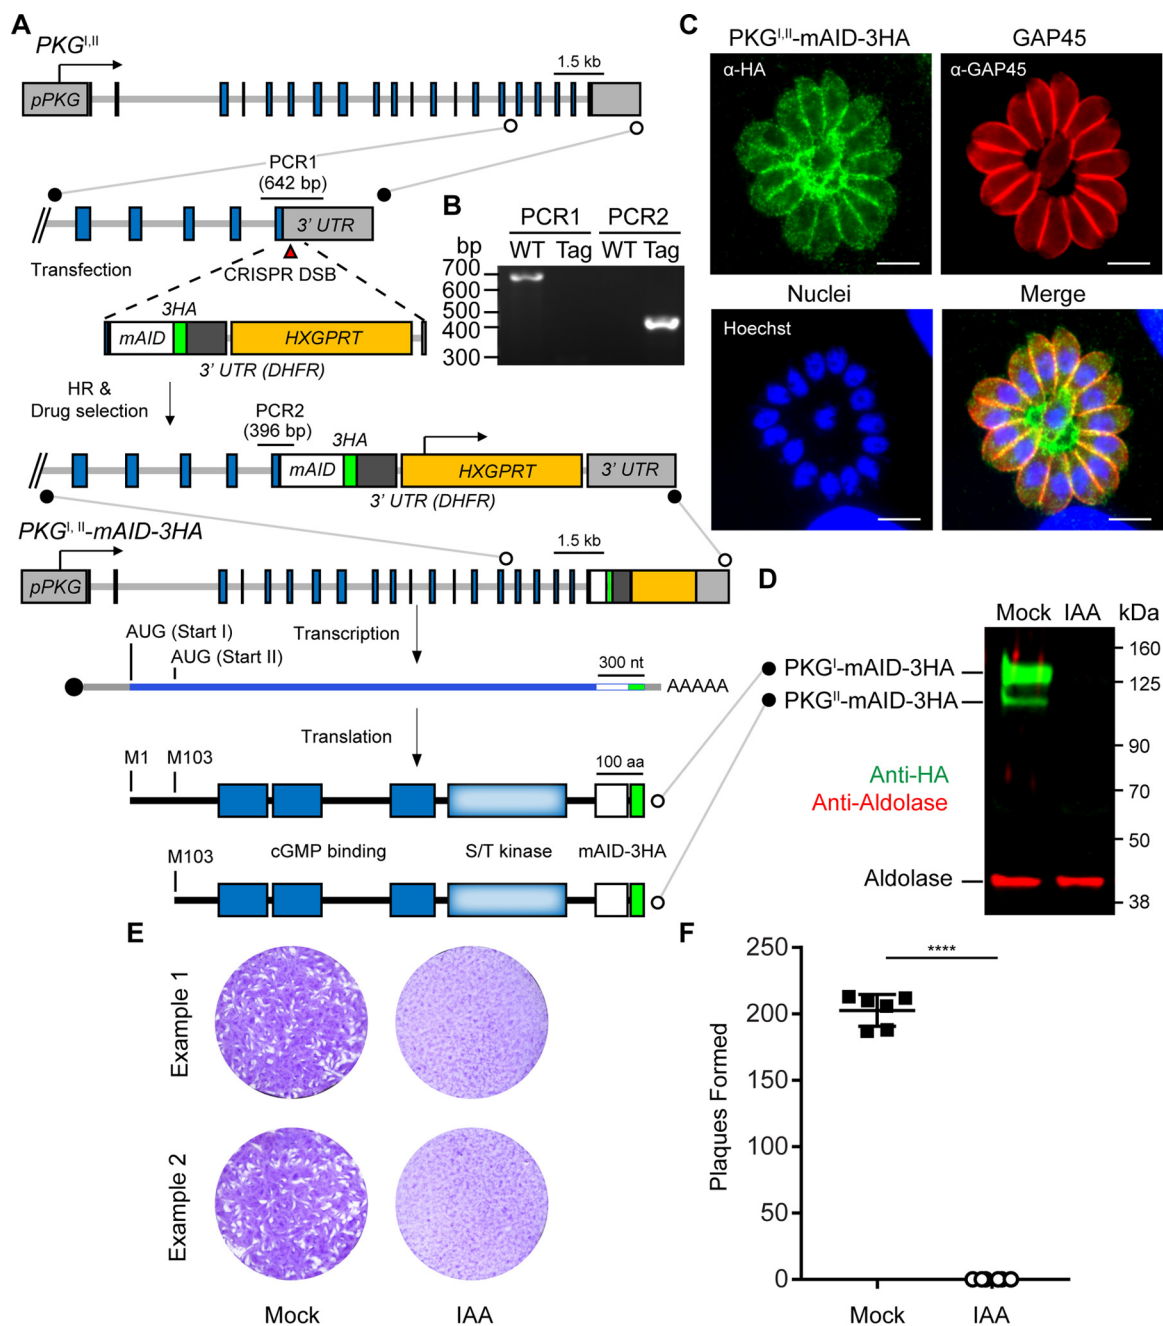 A
PKG^I,II
pPKG
1.5 kb
PCR1
(642 bp)
3' UTR
Transfection
CRISPR DSB
3HA
mAID
HXGPRT
3' UTR (DHFR)
HR &
Drug selection
PCR2
(396 bp)
3HA
mAID
HXGPRT
3' UTR
3' UTR (DHFR)
PKG^I, II-mAID-3HA
1.5 kb
pPKG
AUG (Start I)
Transcription
AUG (Start II)
300 nt
AAAAA
Translation
M1
M103
100 aa
M103
cGMP binding
S/T kinase
mAID-3HA
B
PCR1 PCR2
bp WT Tag WT Tag
700
600
500
400
300
C
PKG^I,II-mAID-3HA
GAP45
α-HA
α-GAP45
Nuclei
Merge
Hoechst
D
Mock IAA kDa
160
PKG^I-mAID-3HA
125
PKG^II-mAID-3HA
90
Anti-HA
70
Anti-Aldolase
50
Aldolase
38
E
Example 1
Example 2
Mock
IAA
F
Plaques Formed
250
200
150
100
50
0
****
Mock
IAA